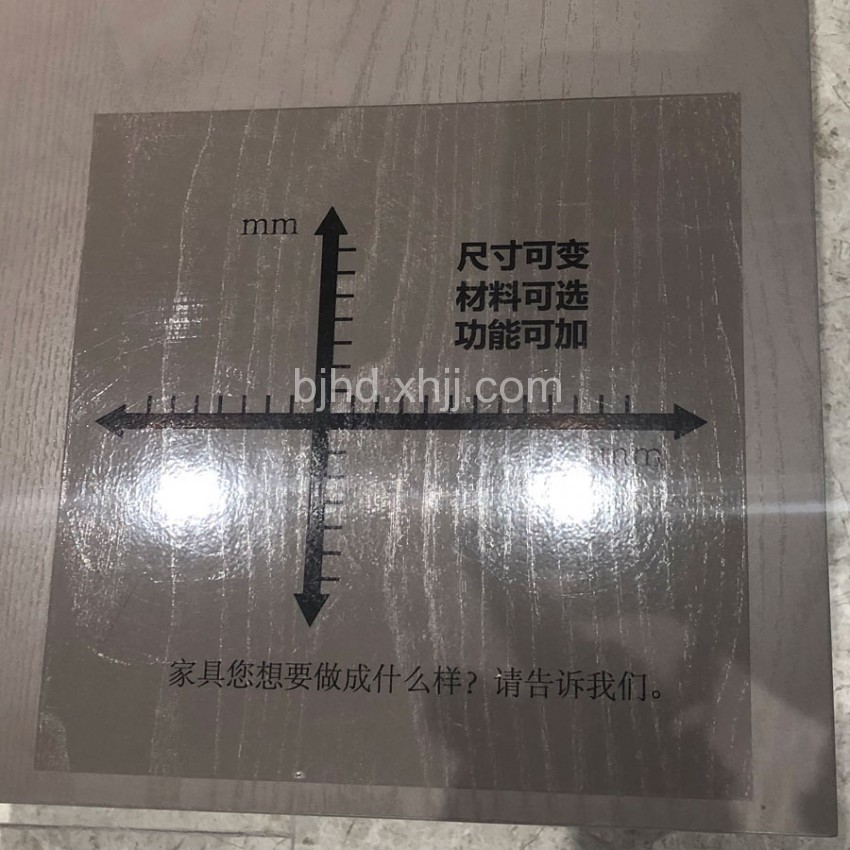 mm
尺寸可变
材料可选
功能可加
bjhd.xhjj.com
mm
家具您想要做成什么样？请告诉我们。